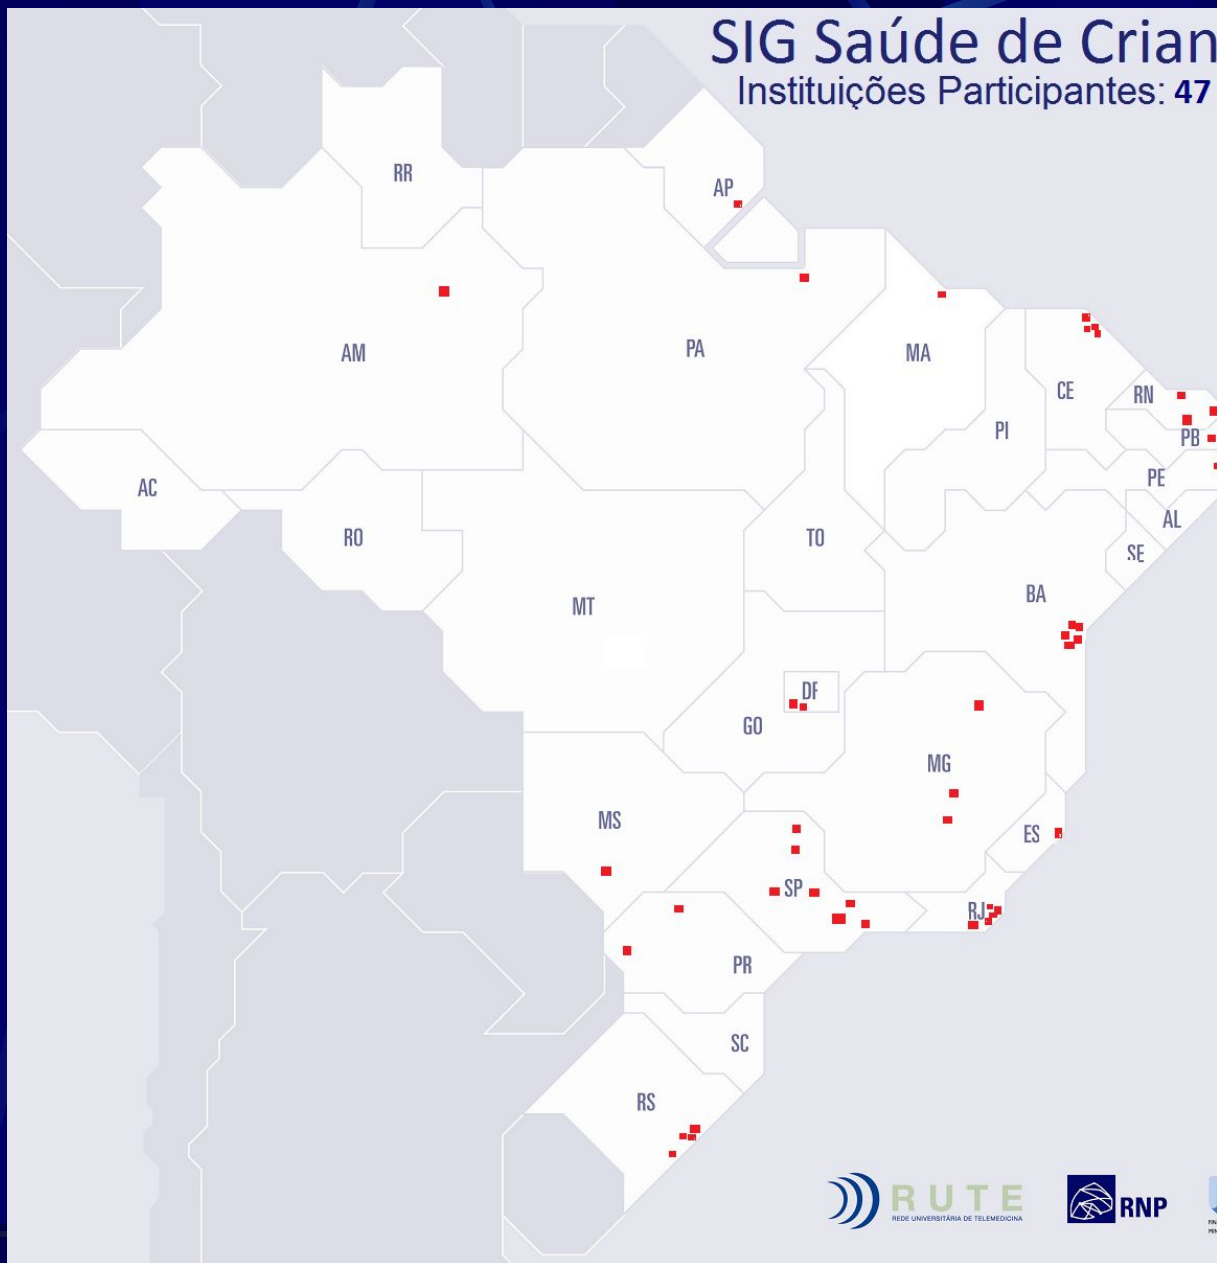 SIG Saúde de Crian
Instituições Participantes: 47
RR
AP
AM
PA
MA
CE
RN
PI
PB
PE
AC
AL
RO
TO
SE
MT
BA
DF
GO
MG
MS
ES
SP
RJ
PR
SC
RS
RUTE
REDE UNIVERSITÁRIA DE TELEMEDICINA
RNP